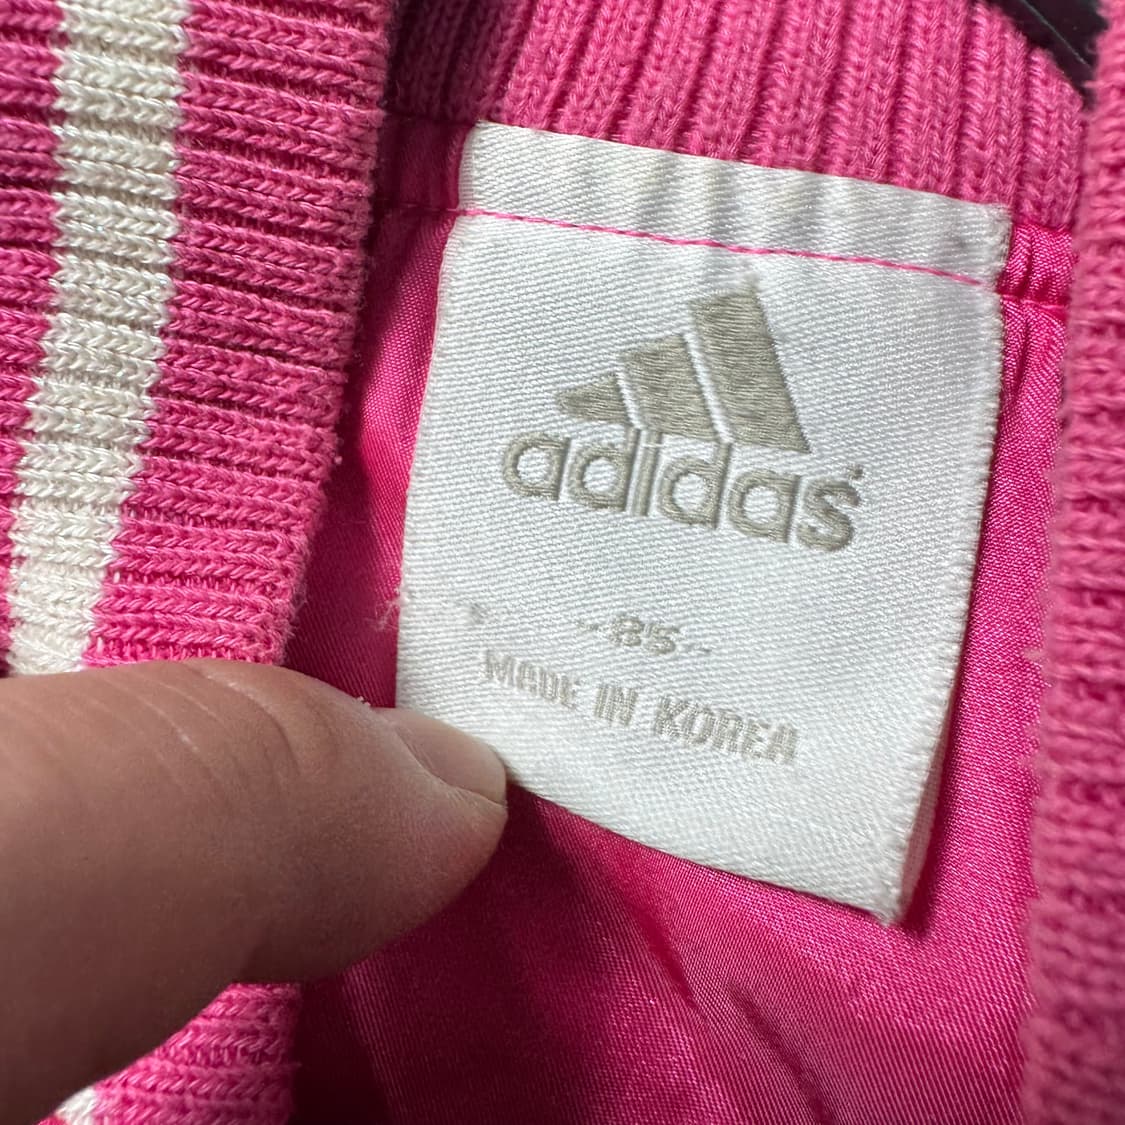 adidas
-85-
MADE IN KOREA